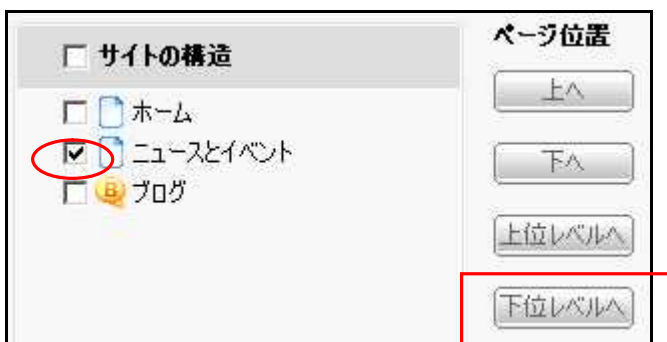 サイトの構造
ホーム
ニュースとイベント
B ブログ
ページ位置
上へ
下へ
上位レベルへ
下位レベルへ